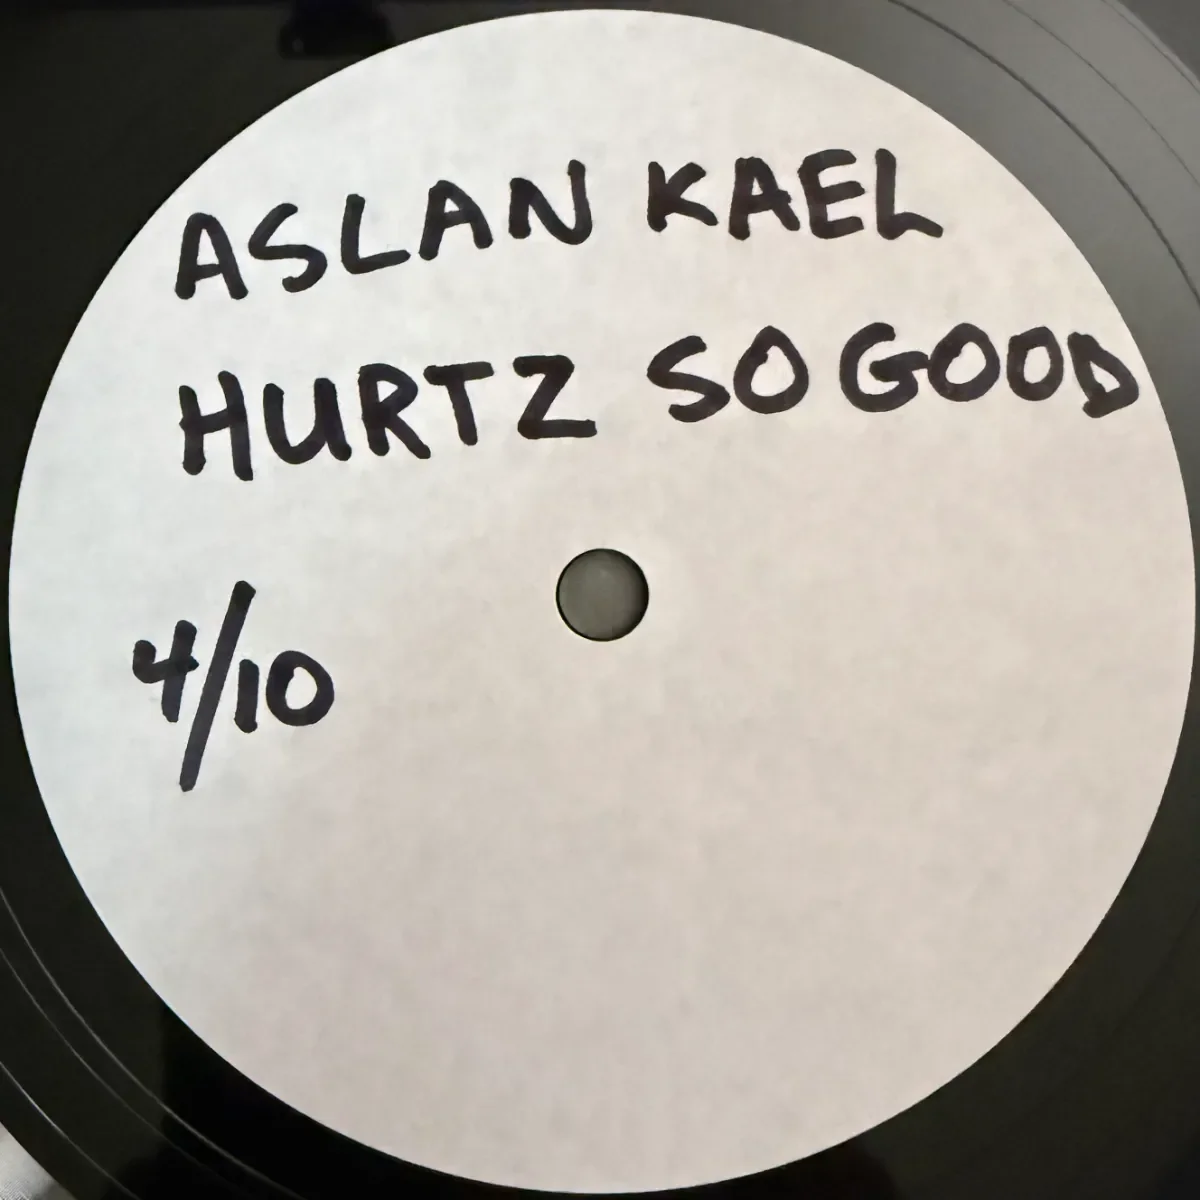 ASLAN KAEL
HURTZ SO GOOD
4/10